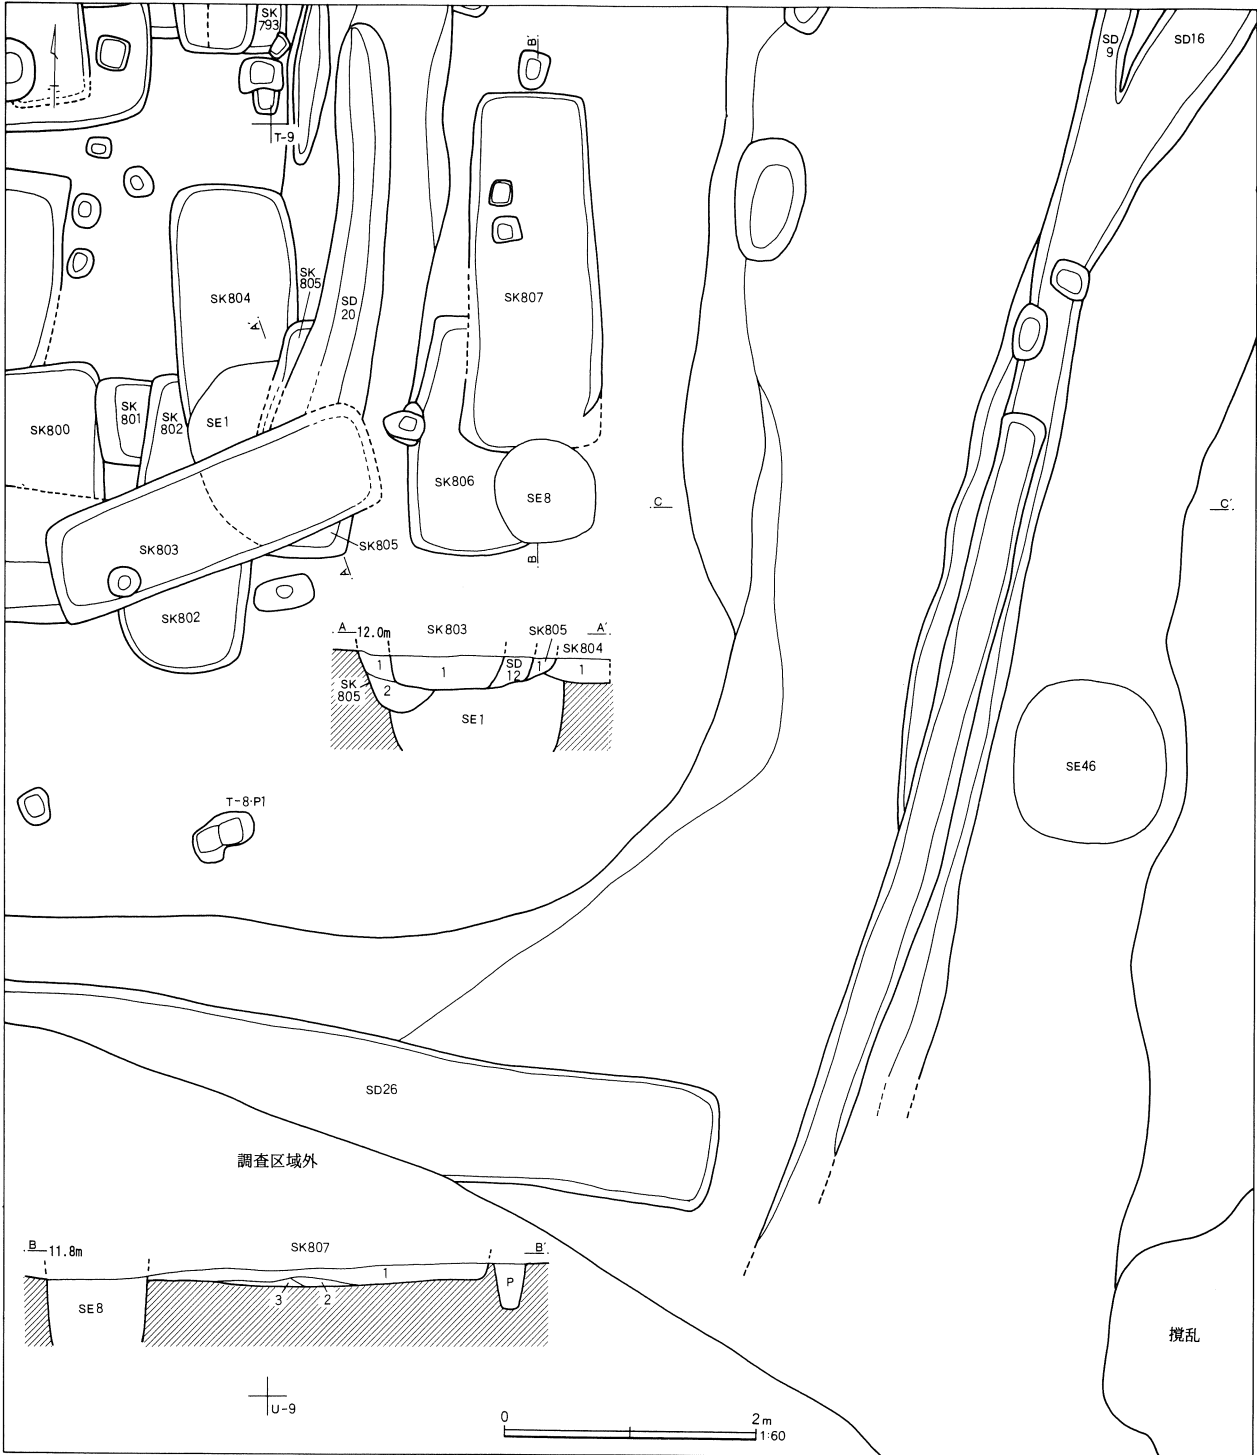 SK
793
SD
9
SD16
B′
T-9
SK804
SK
805
SD
20
SK807
A′
SK800
SK
801
SK
802
SE1
SK806
SE8
C
C′
SK803
SK805
A
B
SK802
A 12.0m
SK803
SK805
A′
SK804
1
1
SD
12
1
1
SK
805
2
SE1
SE46
T-8·P1
SD26
調査区域外
B 11.8m
SK807
B′
1
P
3
2
SE8
撹乱
U-9
0
2m
1:60